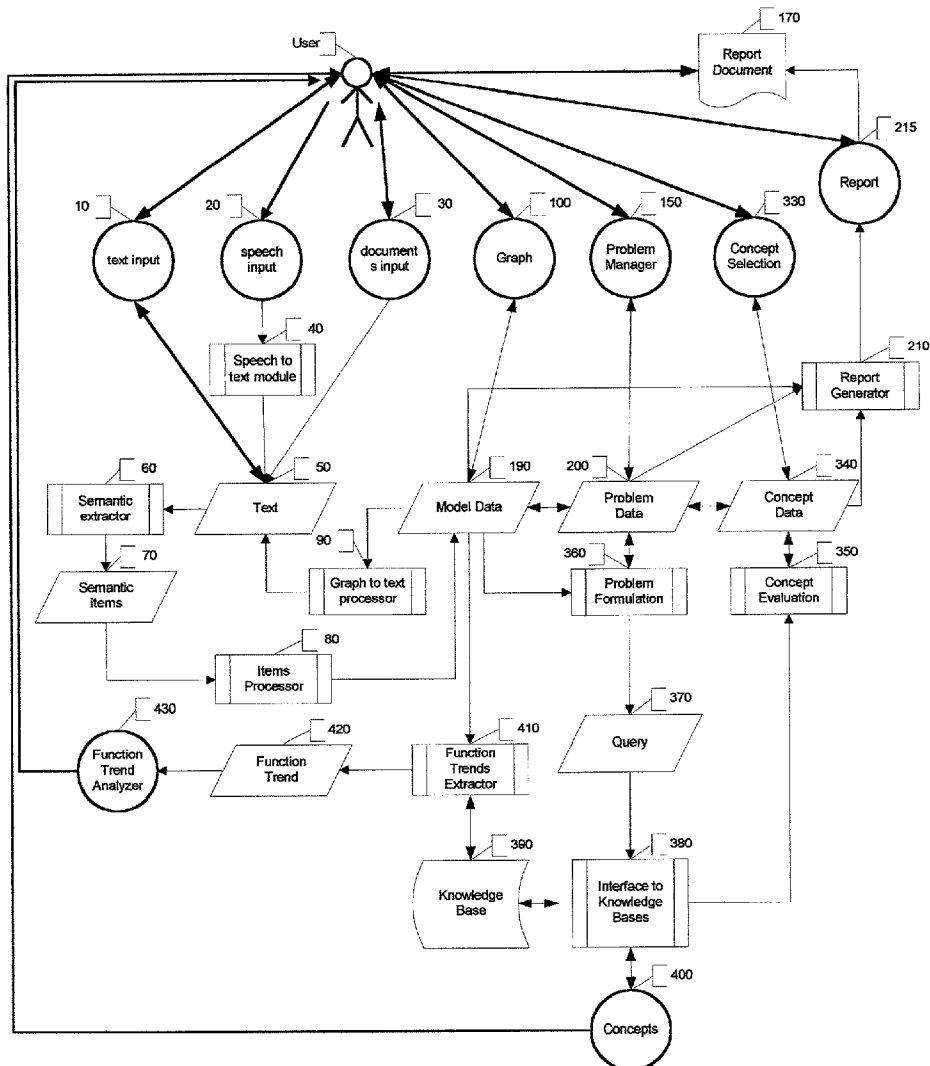 170
User
Report
Document
215
Report
10
20
30
100
150
330
text input
speech
input
document
s input
Graph
Problem
Manager
Concept
Selection
40
Speech to
text module
210
Report
Generator
60
50
190
200
340
Semantic
extractor
Text
Model Data
Problem
Data
Concept
Data
70
90
360
350
Semantic
Items
Graph to text
processor
Problem
Formulation
Concept
Evaluation
80
Items
Processor
430
420
410
370
Function
Trend
Analyzer
Function
Trend
Function
Trends
Extractor
Query
390
380
Knowledge
Base
Interface to
Knowledge
Bases
400
Concepts